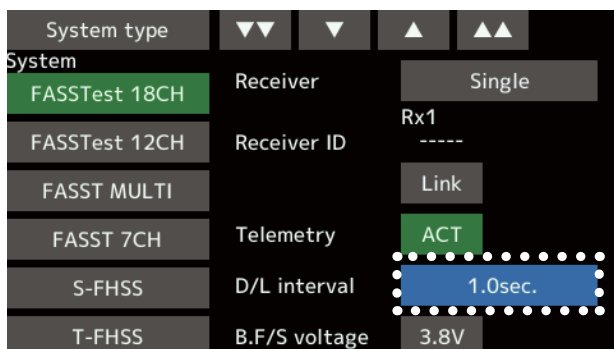 System type ▼▼ ▼ ▲ ▲▲
System
FASSTest 18CH
FASSTest 12CH
FASST MULTI
FASST 7CH
S-FHSS
T-FHSS
Receiver Single
Rx1
Receiver ID -----
Link
Telemetry ACT
D/L interval 1.0sec.
B.F/S voltage 3.8V